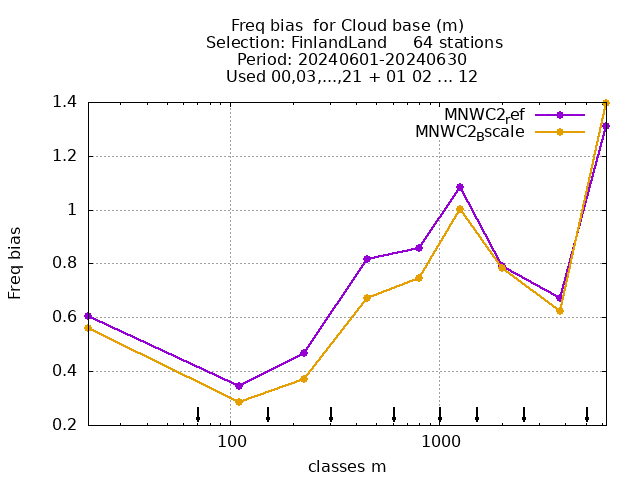 Freq bias  for Cloud base (m)
Selection: FinlandLand     64 stations
Period: 20240601-20240630
Used 00,03,...,21 + 01 02 ... 12
MNWC2ref
MNWC2Bscale
1.4
1.2
1
0.8
0.6
0.4
0.2
Freq bias
100
1000
classes m